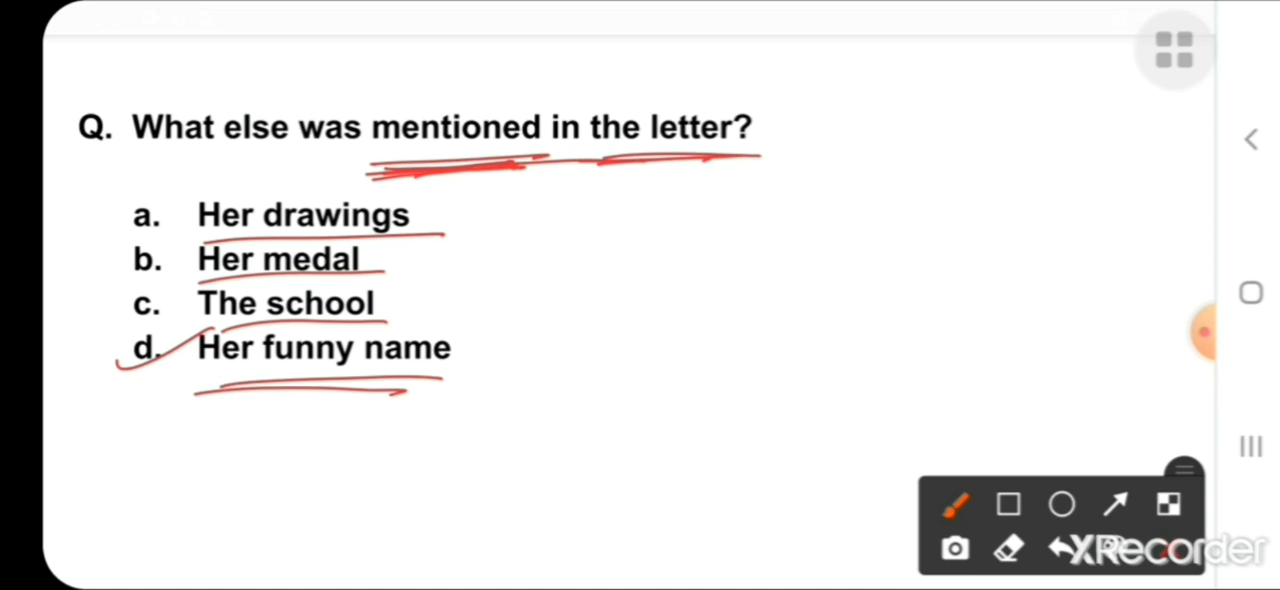 Q. What else was mentioned in the letter?
a. Her drawings
b. Her medal
c. The school
d. Her funny name
XRecorder